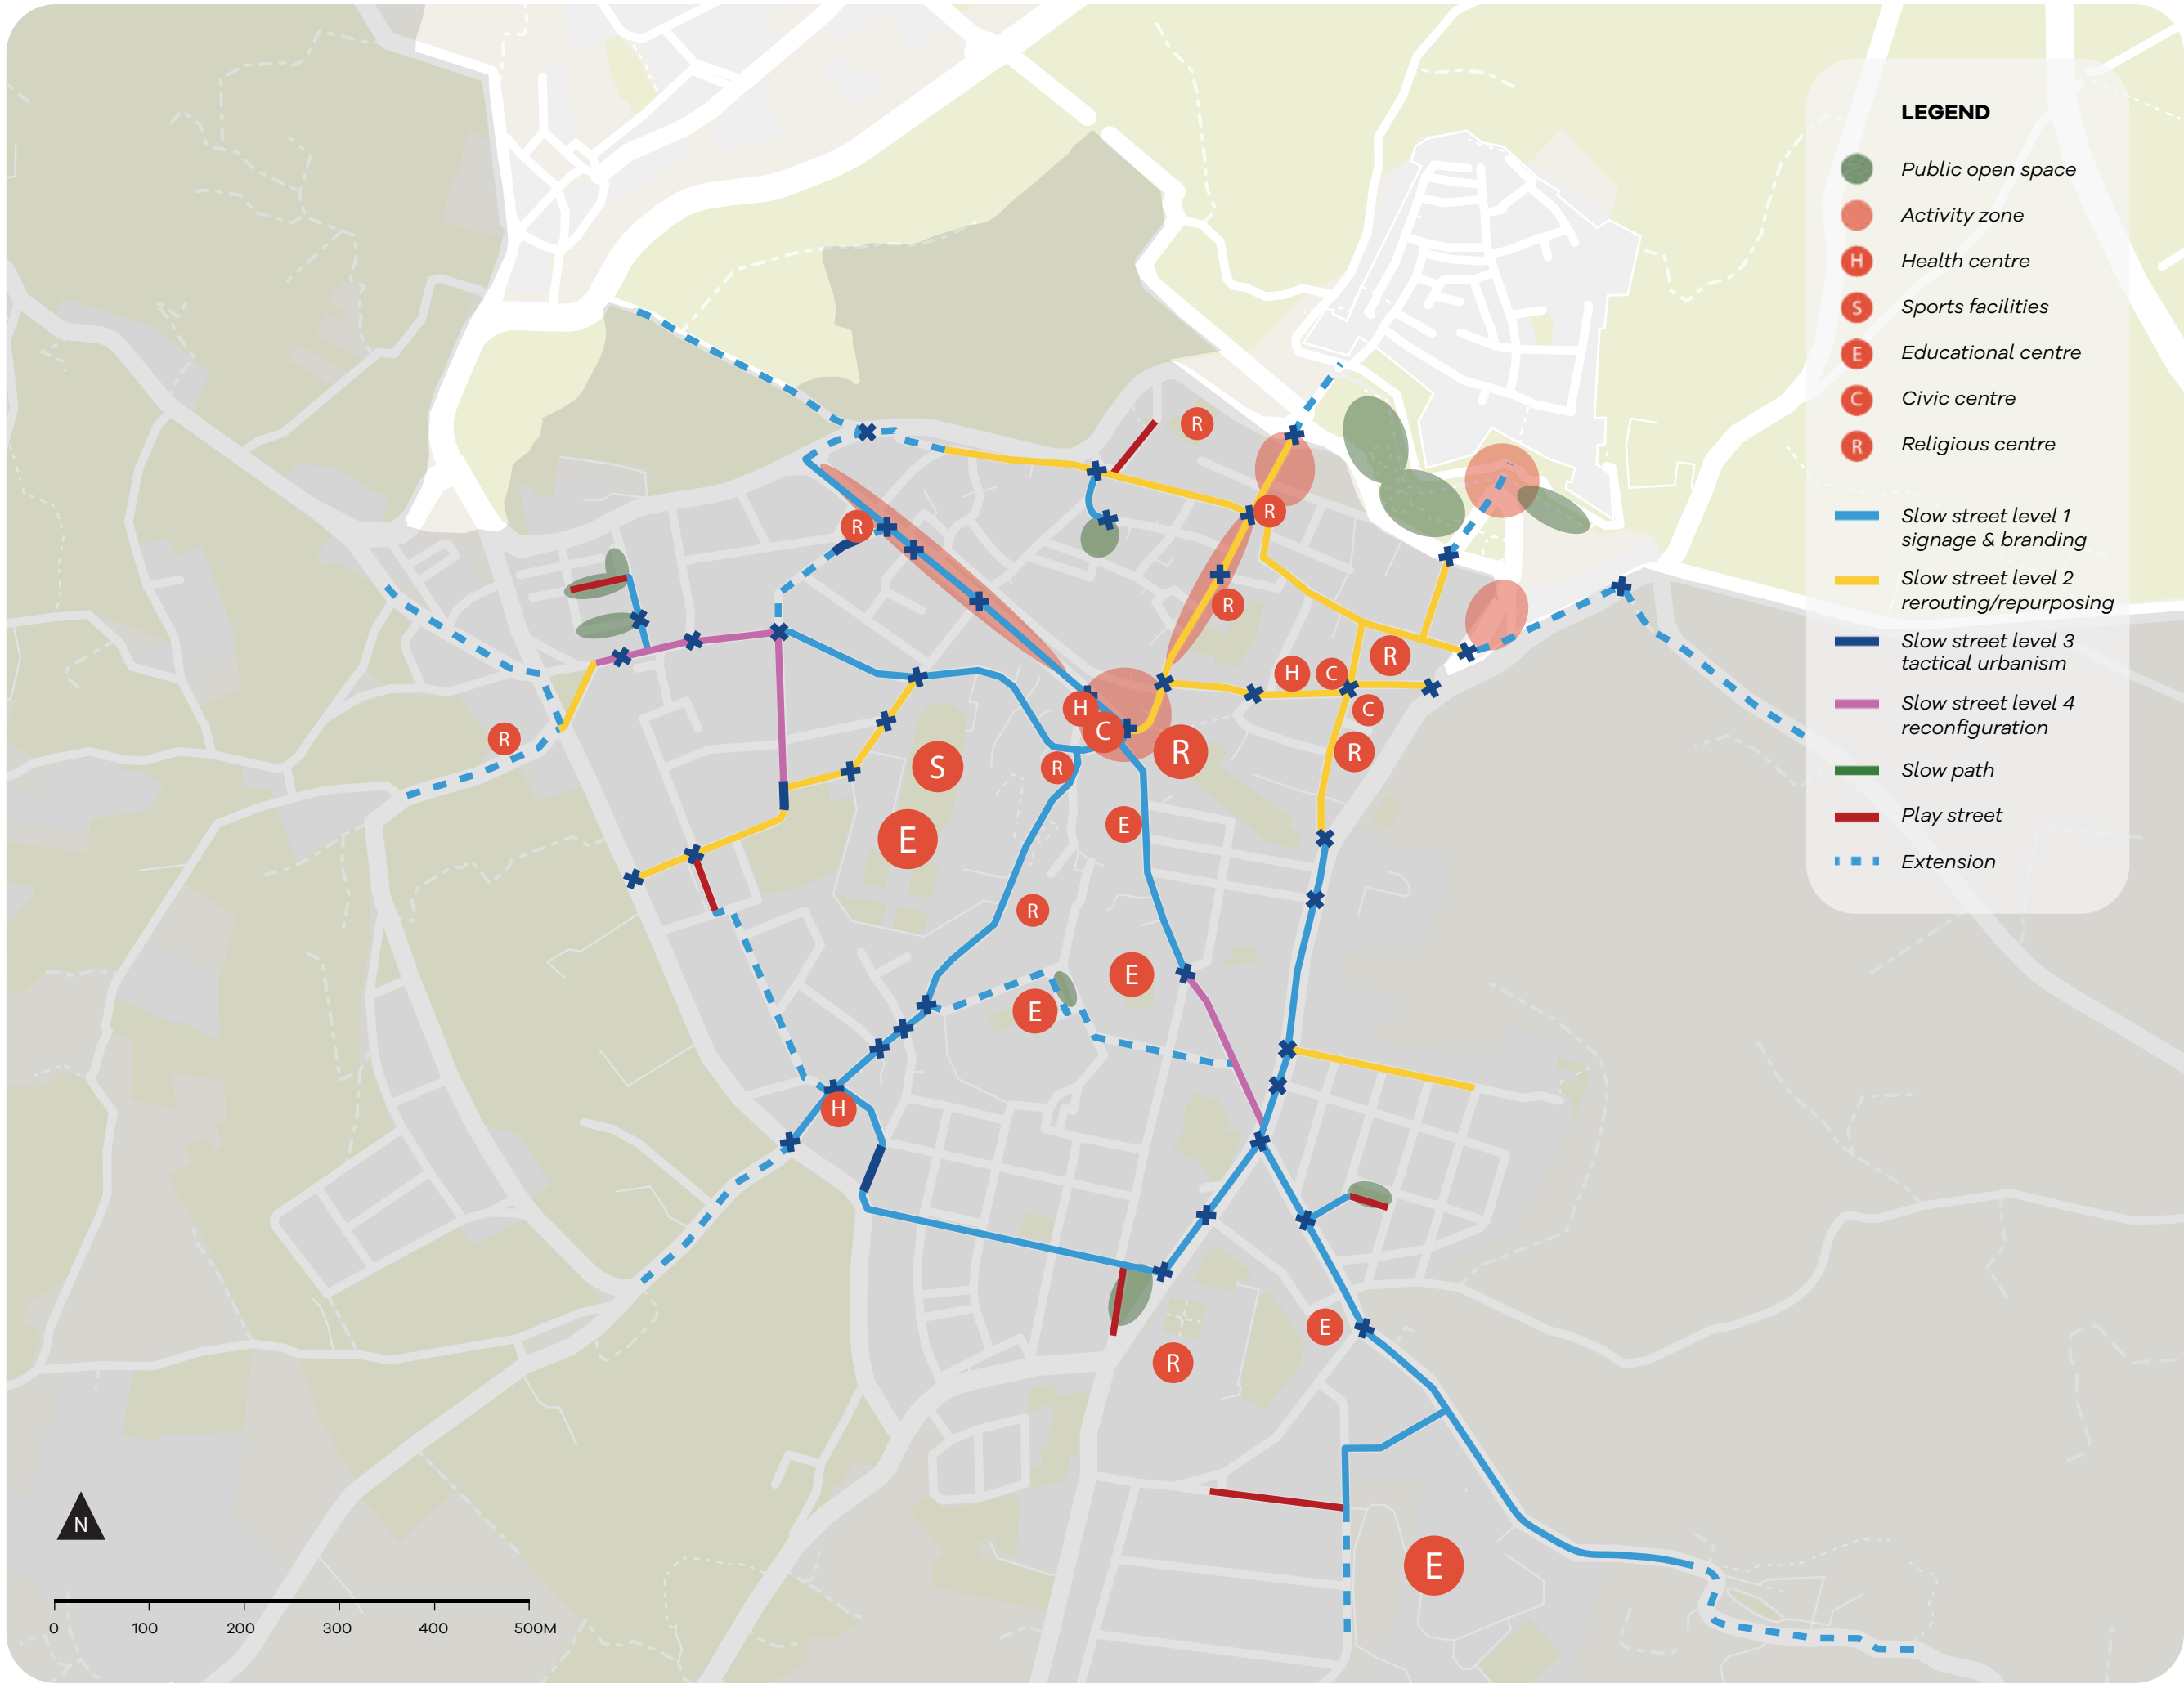 LEGEND
Public open space
Activity zone
H Health centre
S Sports facilities
E Educational centre
C Civic centre
R Religious centre
Slow street level 1
signage & branding
Slow street level 2
rerouting/repurposing
Slow street level 3
tactical urbanism
Slow street level 4
reconfiguration
Slow path
Play street
Extension
R
R
R
R
H
C
R
R
H
C
C
R
R
R
S
R
E
E
R
E
E
H
E
R
E
N
0 100 200 300 400 500M